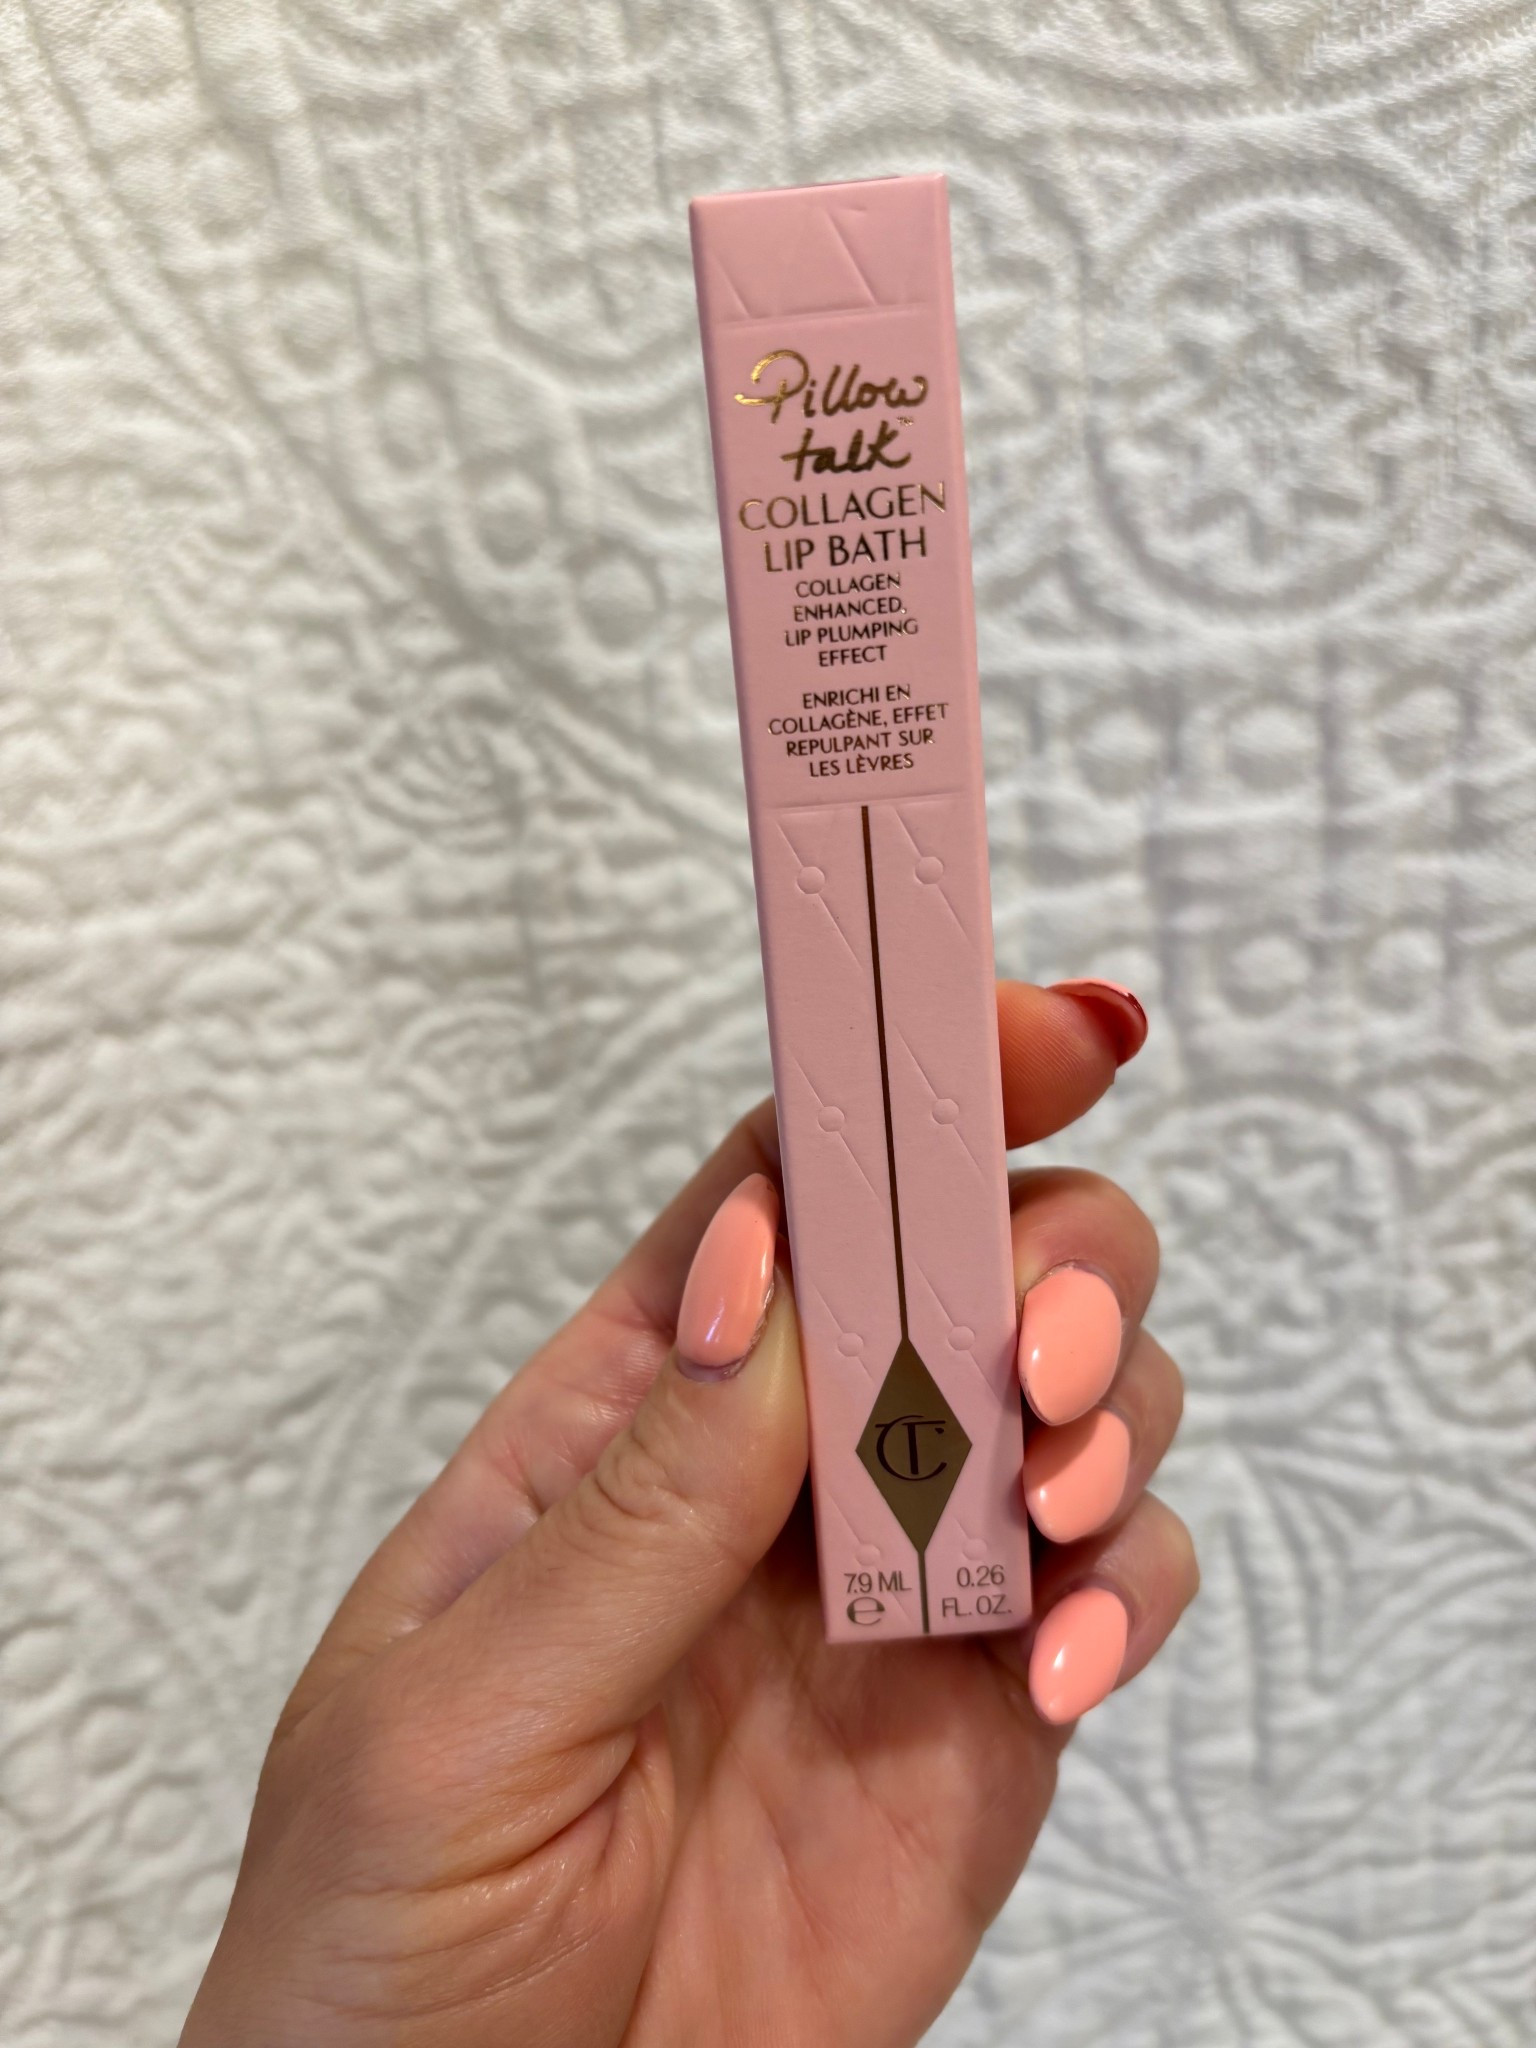 Pillow
talk™
COLLAGEN
LIP BATH
COLLAGEN
ENHANCED,
LIP PLUMPING
EFFECT
ENRICHI EN
COLLAGÈNE, EFFET
REPULPANT SUR
LES LÈVRES
CT
7.9 ML 0.26
e FL. OZ.